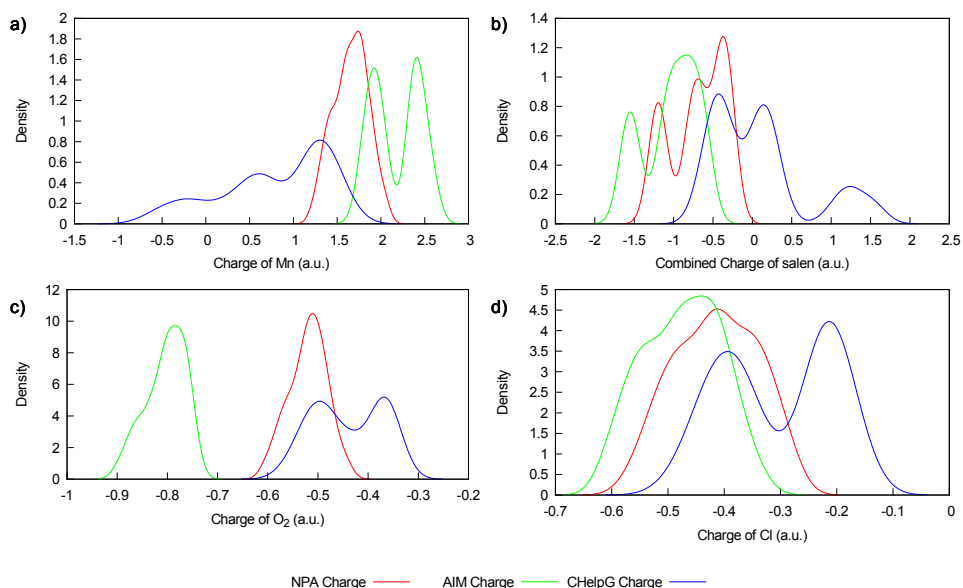 a)
2
1.8
1.6
1.4
1.2
1
0.8
0.6
0.4
0.2
0
Density
-1.5 -1 -0.5 0 0.5 1 1.5 2 2.5 3
Charge of Mn (a.u.)
b)
1.4
1.2
1
0.8
0.6
0.4
0.2
0
Density
-2.5 -2 -1.5 -1 -0.5 0 0.5 1 1.5 2 2.5
Combined Charge of salen (a.u.)
c)
12
10
8
6
4
2
0
Density
-1 -0.9 -0.8 -0.7 -0.6 -0.5 -0.4 -0.3 -0.2
Charge of O2 (a.u.)
d)
5
4.5
4
3.5
3
2.5
2
1.5
1
0.5
0
Density
-0.7 -0.6 -0.5 -0.4 -0.3 -0.2 -0.1 0
Charge of Cl (a.u.)
NPA Charge AIM Charge CHelpG Charge